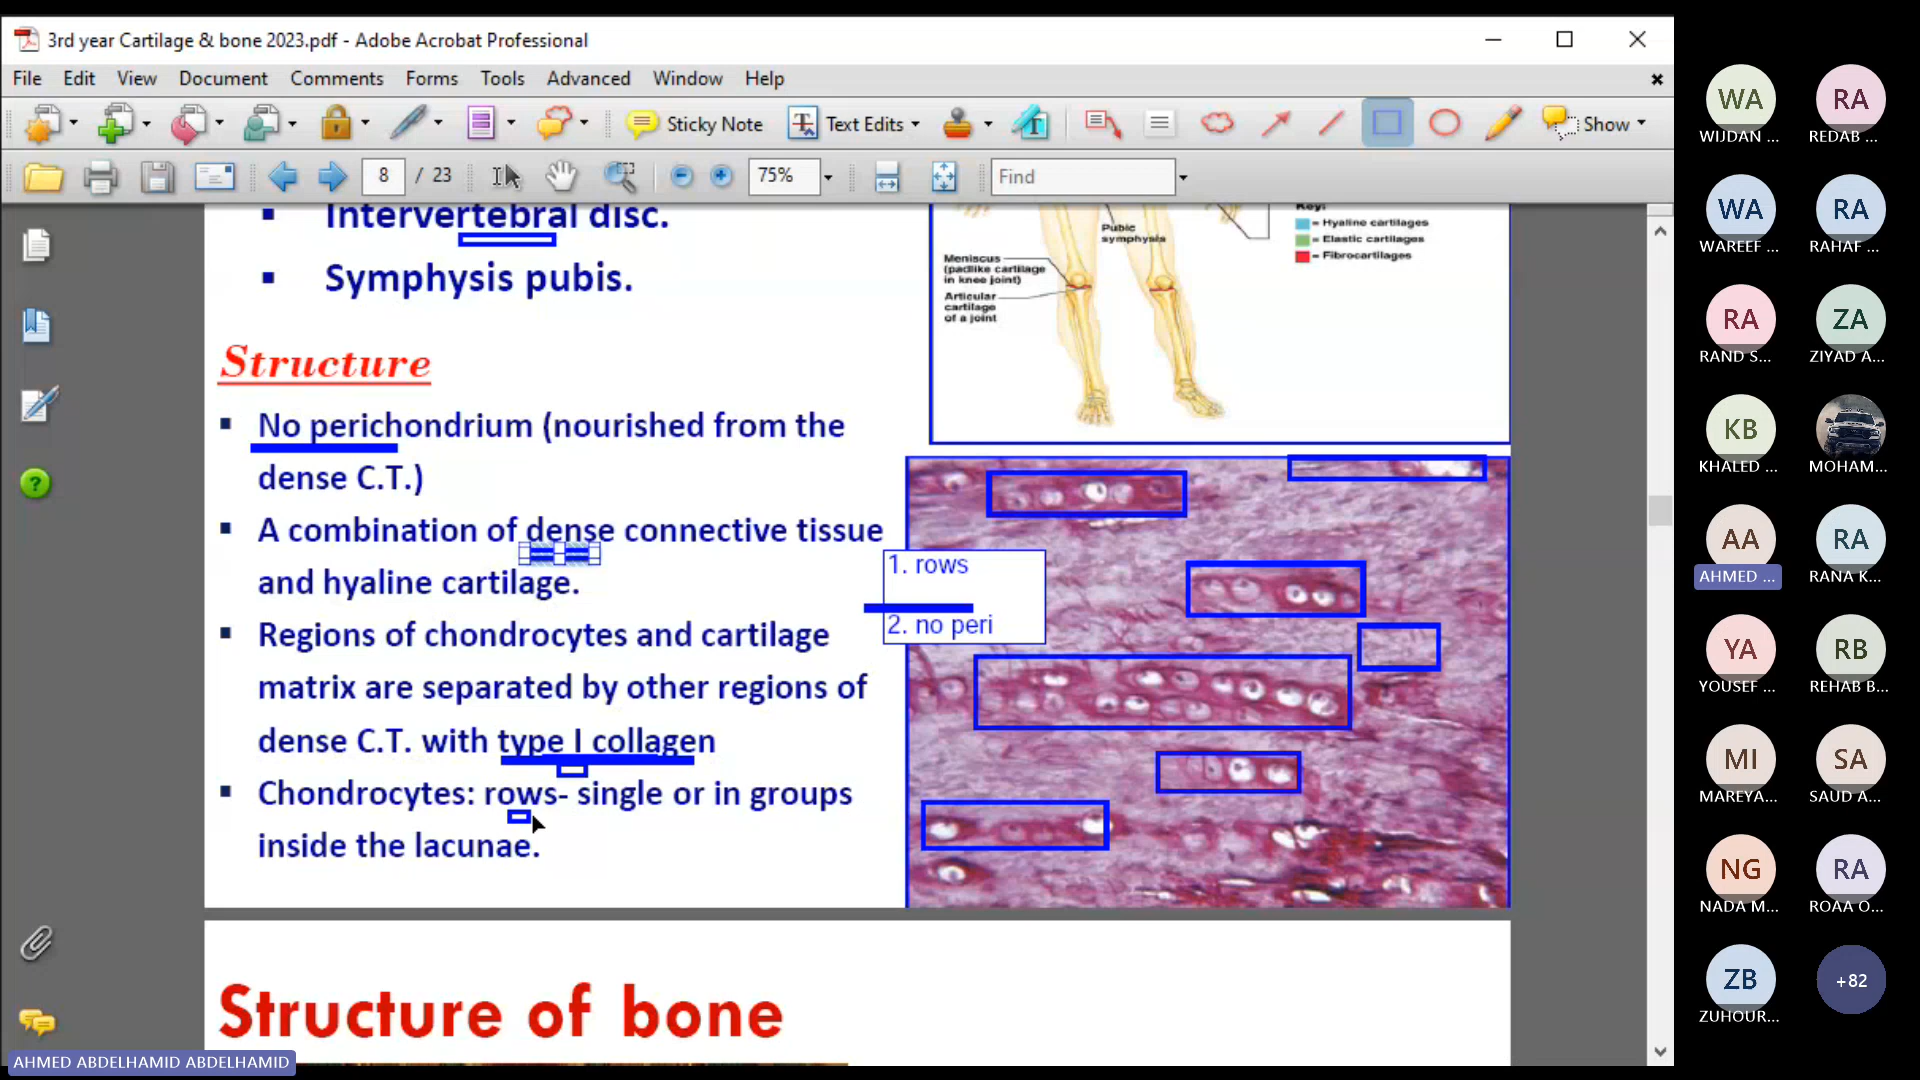 3rd year Cartilage & bone 2023.pdf - Adobe Acrobat Professional
File Edit View Document Comments Forms Tools Advanced Window Help
Sticky Note Text Edits Show
8 / 23 75% Find
Intervertebral disc.
Symphysis pubis.
Structure
No perichondrium (nourished from the
dense C.T.)
A combination of dense connective tissue
and hyaline cartilage.
Regions of chondrocytes and cartilage
matrix are separated by other regions of
dense C.T. with type I collagen
Chondrocytes: rows- single or in groups
inside the lacunae.
Pubic
symphysis
Meniscus
(padlike cartilage
in knee joint)
Articular
cartilage
of a joint
Key:
= Hyaline cartilages
= Elastic cartilages
= Fibrocartilages
1. rows
2. no peri
Structure of bone
AHMED ABDELHAMID ABDELHAMID
WA RA
WIJDAN ... REDAB ...
WA RA
WAREEF ... RAHAF ...
RA ZA
RAND S... ZIYAD A...
KB
KHALED ... MOHAM...
AA RA
AHMED ... RANA K...
YA RB
YOUSEF ... REHAB B...
MI SA
MAREYA... SAUD A...
NG RA
NADA M... ROAA O...
ZB +82
ZUHOUR...